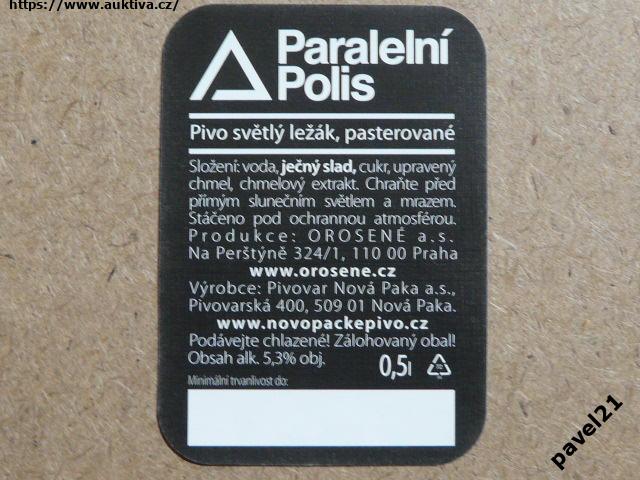 https://www.auktiva.cz/
Paralelní
Polis
Pivo světlý ležák, pasterované
Složení: voda, ječný slad, cukr, upravený
chmel, chmelový extrakt. Chraňte před
přímým slunečním světlem a mrazem.
Stáčeno pod ochrannou atmosférou.
Produkce: OROSENÉ a.s.
Na Perštýně 324/1, 110 00 Praha
www.orosene.cz
Výrobce: Pivovar Nová Paka a.s.,
Pivovarská 400, 509 01 Nová Paka.
www.novopackepivo.cz
Podávejte chlazené! Zálohovaný obal!
Obsah alk. 5,3% obj.
0,5l
Minimální trvanlivost do:
pavel21